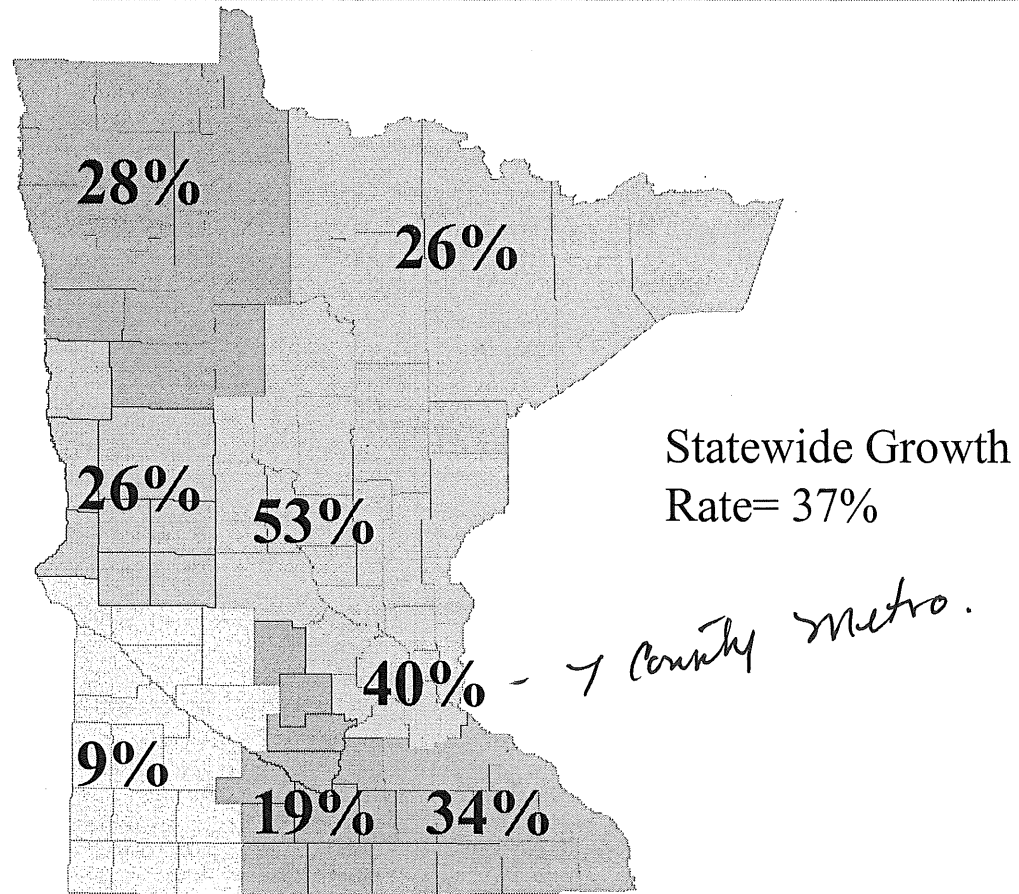 28%
26%
Statewide Growth
Rate= 37%
26%
53%
40% - 7 County Metro.
9%
19%
34%